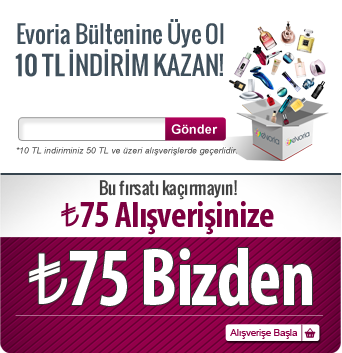 Evoria Bültenine Üye Ol
10 TL İNDİRİM KAZAN!
Gönder
*10 TL indiriminiz 50 TL ve üzeri alışverişlerde geçerlidir.
evoria
Bu fırsatı kaçırmayın!
₺75 Alışverişinize
₺75 Bizden
Alışverişe Başla